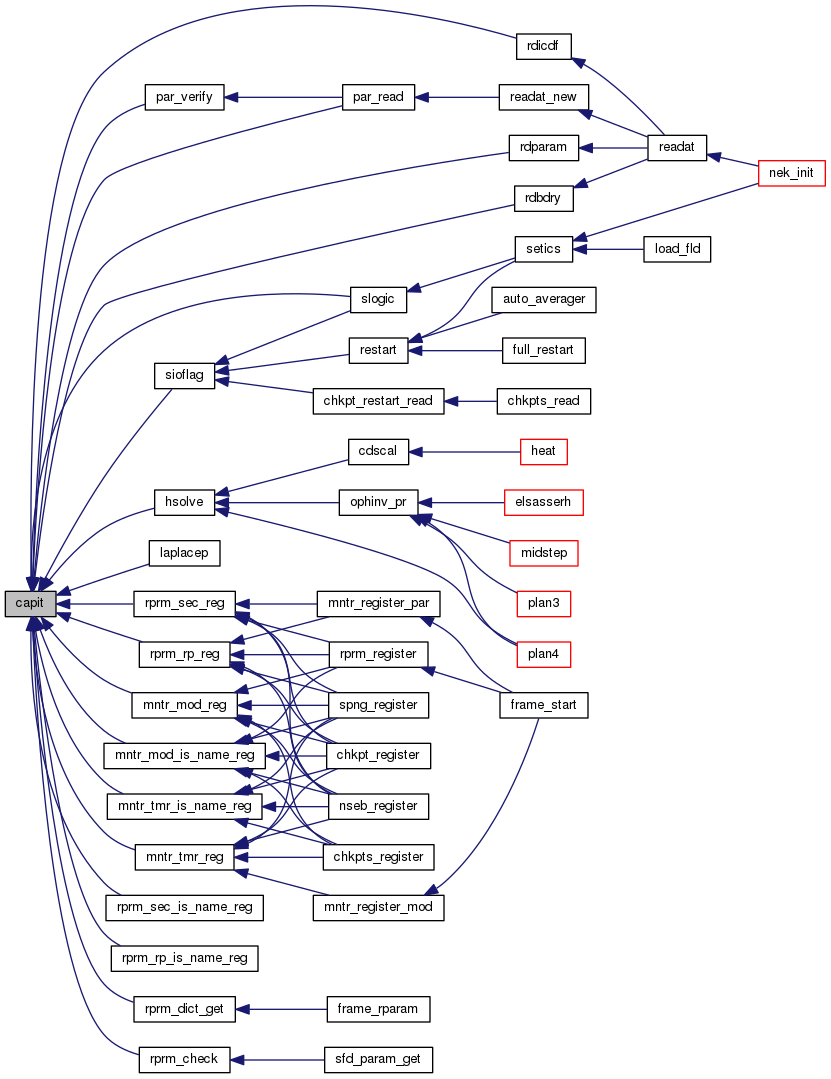 rdicdf
par_verify
par_read
readat_new
rdparam
readat
nek_init
rdbdry
setics
load_fld
slogic
auto_averager
restart
full_restart
sioflag
chkpt_restart_read
chkpts_read
cdscal
heat
hsolve
ophinv_pr
elsasserh
laplacep
midstep
capit
rprm_sec_reg
mntr_register_par
plan3
rprm_rp_reg
rprm_register
plan4
mntr_mod_reg
spng_register
frame_start
mntr_mod_is_name_reg
chkpt_register
mntr_tmr_is_name_reg
nseb_register
mntr_tmr_reg
chkpts_register
rprm_sec_is_name_reg
mntr_register_mod
rprm_rp_is_name_reg
rprm_dict_get
frame_rparam
rprm_check
sfd_param_get